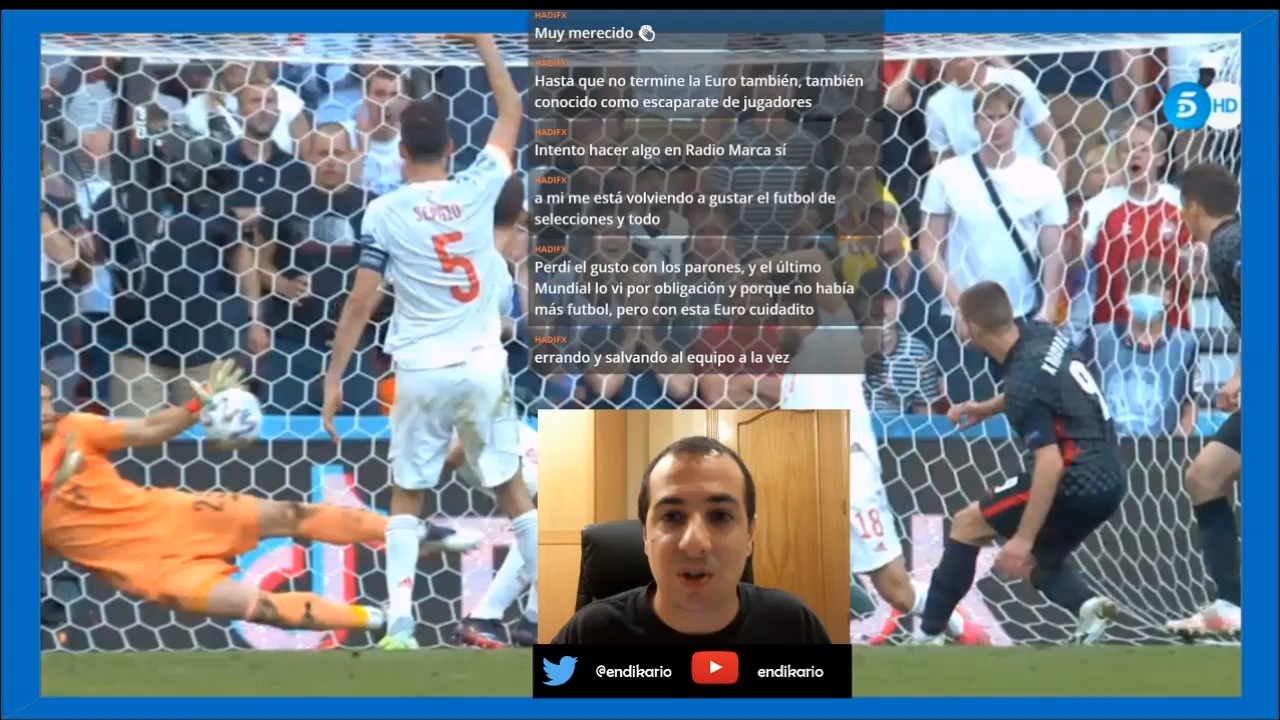 HADIFX
Muy merecido
HADIFX
Hasta que no termine la Euro también, también
conocido como escaparate de jugadores
HADIFX
Intento hacer algo en Radio Marca sí
HADIFX
a mi me está volviendo a gustar el futbol de
selecciones y todo
HADIFX
Perdí el gusto con los parones, y el último
Mundial lo vi por obligación y porque no había
más futbol, pero con esta Euro cuidadito
HADIFX
errando y salvando al equipo a la vez
5 HD
SERGIO
5
23
9
9
18
@endikario
endikario